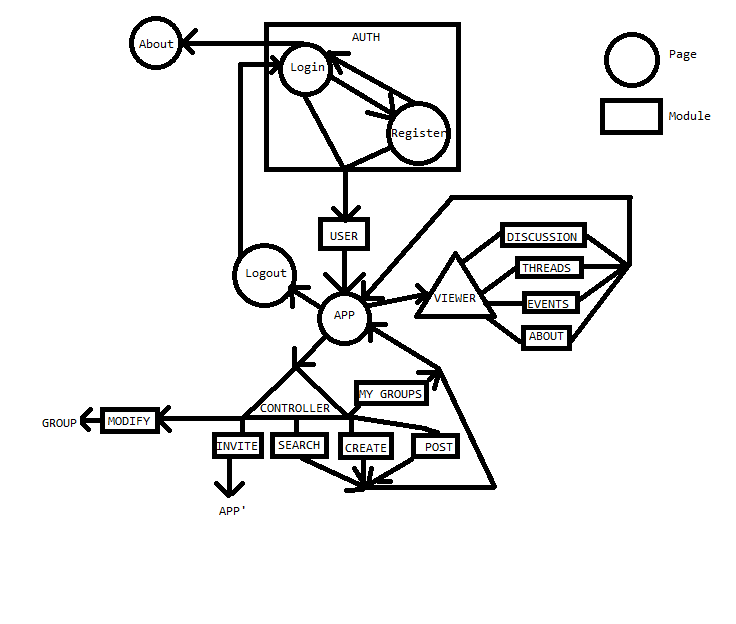 About
AUTH
Login
Register
Page
Module
USER
Logout
APP
VIEWER
DISCUSSION
THREADS
EVENTS
ABOUT
CONTROLLER
MY GROUPS
GROUP
MODIFY
INVITE
SEARCH
CREATE
POST
APP'